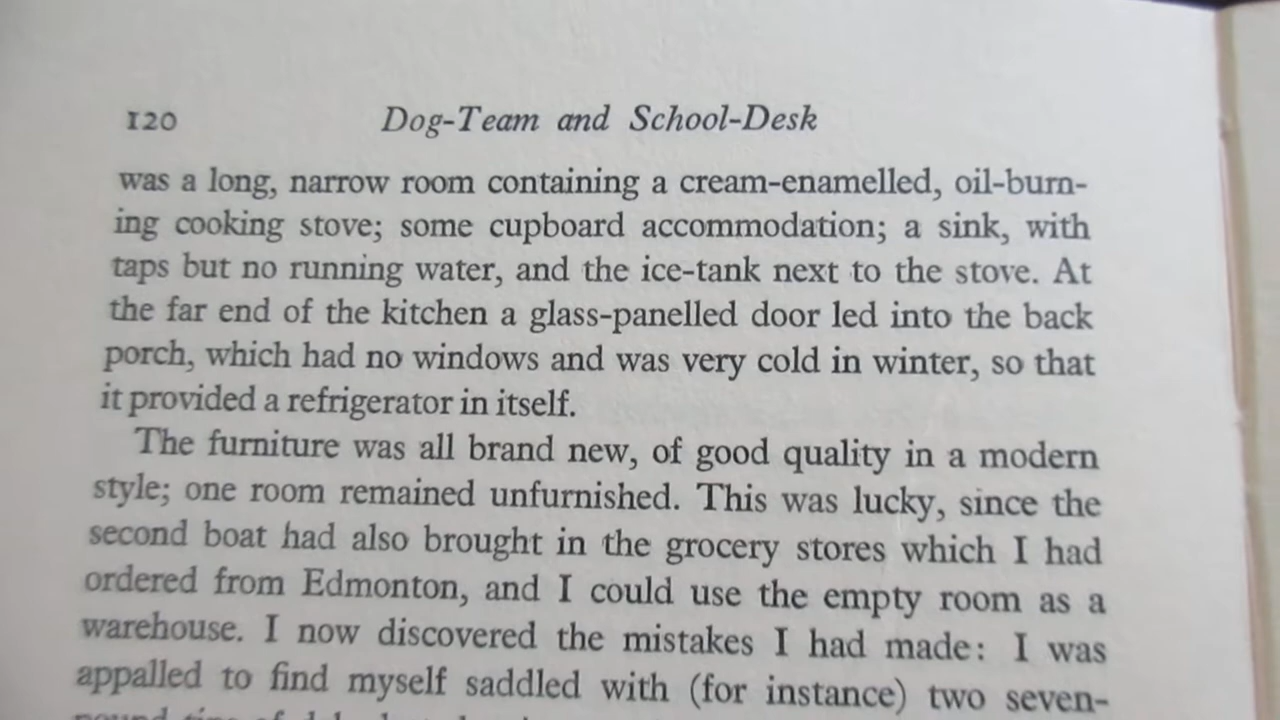 120 Dog-Team and School-Desk
was a long, narrow room containing a cream-enamelled, oil-burn-
ing cooking stove; some cupboard accommodation; a sink, with
taps but no running water, and the ice-tank next to the stove. At
the far end of the kitchen a glass-panelled door led into the back
porch, which had no windows and was very cold in winter, so that
it provided a refrigerator in itself.
The furniture was all brand new, of good quality in a modern
style; one room remained unfurnished. This was lucky, since the
second boat had also brought in the grocery stores which I had
ordered from Edmonton, and I could use the empty room as a
warehouse. I now discovered the mistakes I had made: I was
appalled to find myself saddled with (for instance) two seven-